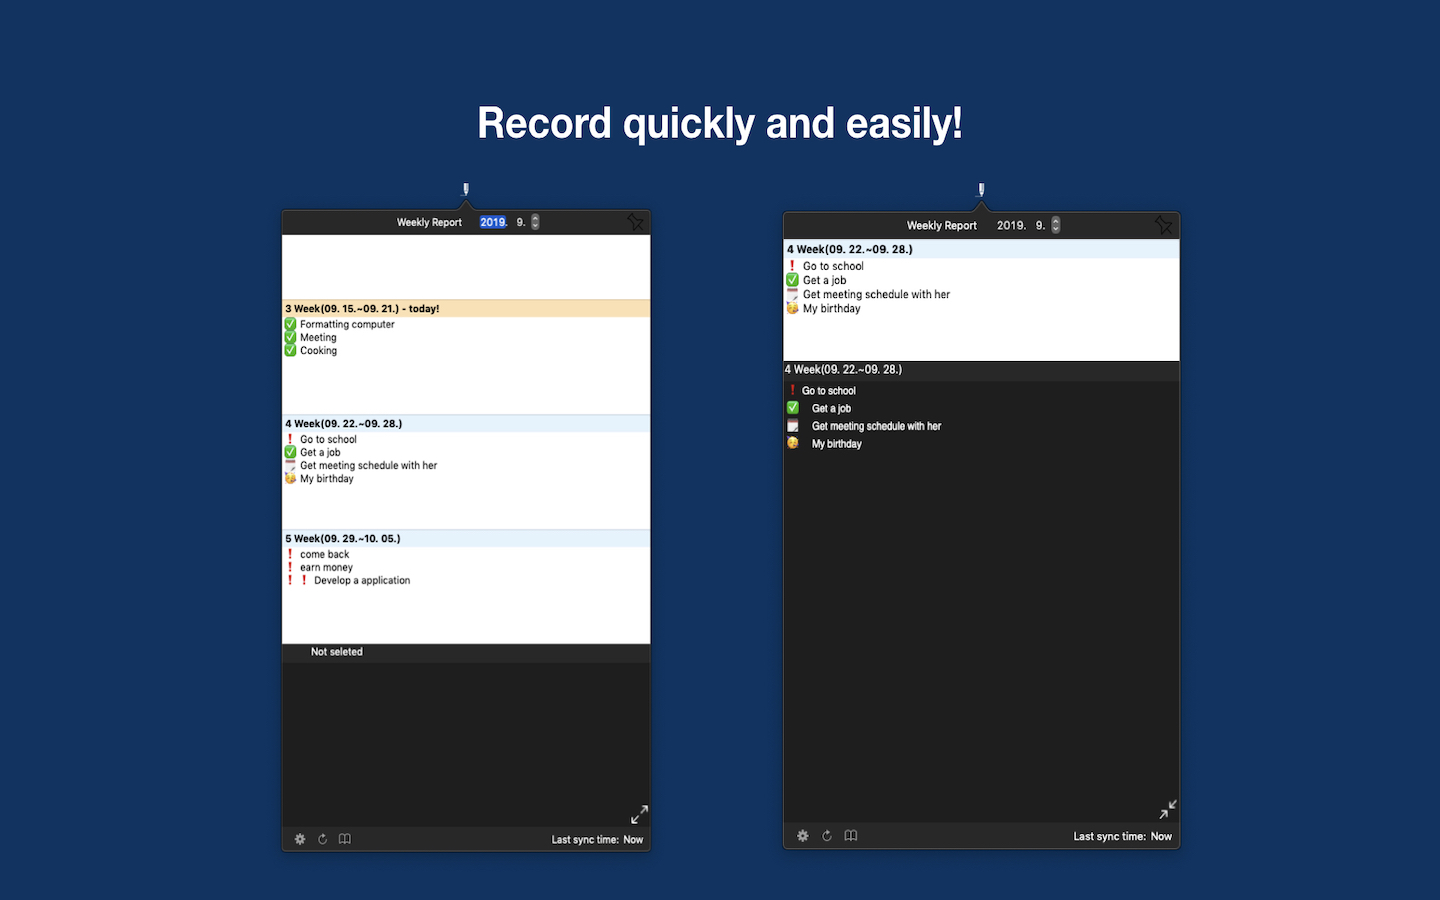 Record quickly and easily!
Weekly Report 2019. 9.
3 Week(09. 15.~09. 21.) - today!
✅ Formatting computer
✅ Meeting
✅ Cooking
4 Week(09. 22.~09. 28.)
❗ Go to school
✅ Get a job
🗒 Get meeting schedule with her
🥳 My birthday
5 Week(09. 29.~10. 05.)
❗ come back
❗ earn money
❗❗ Develop a application
Not seleted
Last sync time: Now
Weekly Report 2019. 9.
4 Week(09. 22.~09. 28.)
❗ Go to school
✅ Get a job
🗒 Get meeting schedule with her
🥳 My birthday
4 Week(09. 22.~09. 28.)
❗ Go to school
✅ Get a job
🗒 Get meeting schedule with her
🥳 My birthday
Last sync time: Now